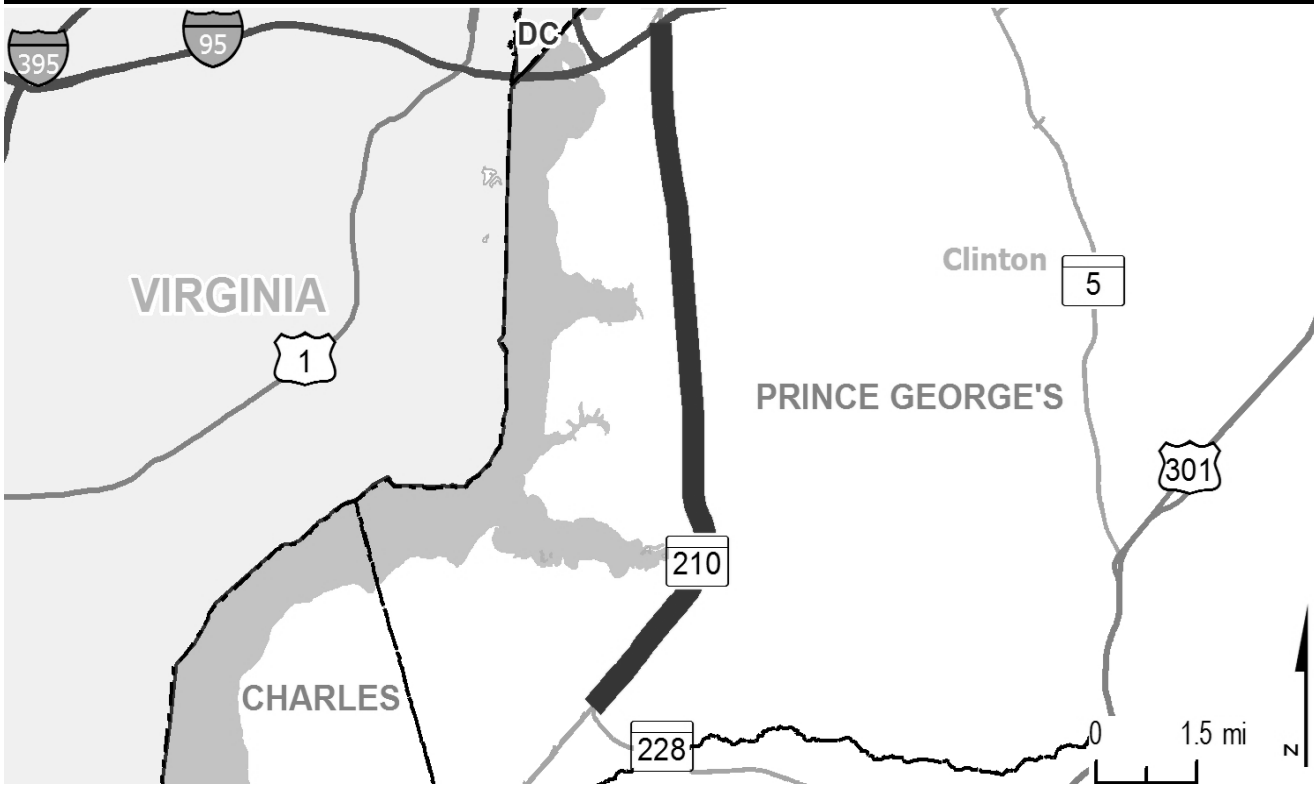 DC
95
395
Clinton
5
VIRGINIA
1
PRINCE GEORGE'S
301
210
CHARLES
228
0 1.5 mi
N